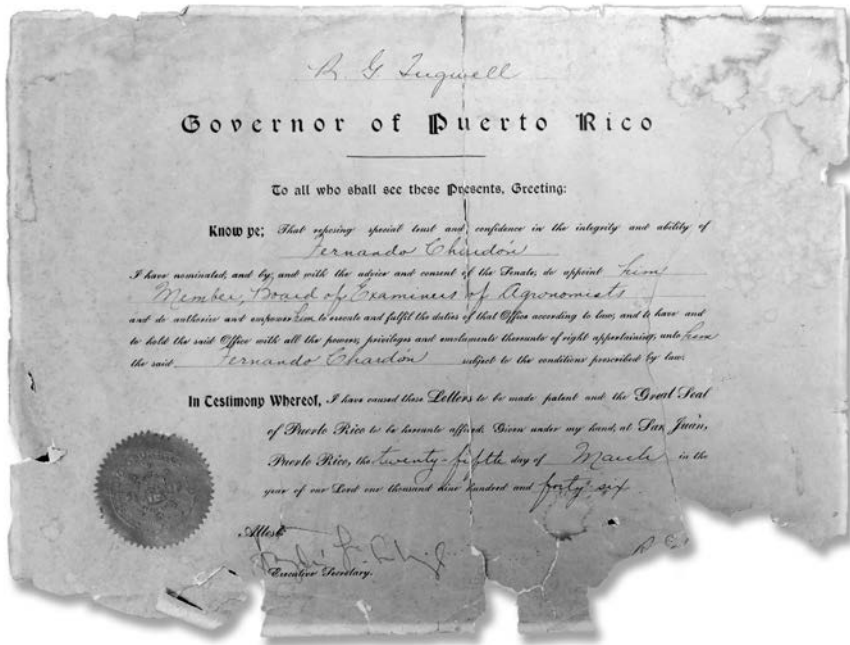 R. G. Tugwell
Governor of Puerto Rico
To all who shall see these Presents, Greeting:
Know ye; That reposing special trust and confidence in the integrity and ability of
Fernando Chardón
I have nominated, and by, and with the advice and consent of the Senate, do appoint him
Member, Board of Examiners of Agronomists
and do authorize and empower him to execute and fulfil the duties of that Office according to law; and to have and
to hold the said Office with all the powers, privileges and emoluments thereunto of right appertaining, unto him
the said Fernando Chardón subject to the conditions prescribed by law.
In Testimony Whereof, I have caused these Letters to be made patent and the Great Seal
of Puerto Rico to be hereunto affixed. Given under my hand, at San Juan,
Puerto Rico, the twenty-fifth day of March in the
year of our Lord one thousand nine hundred and forty six.
Attest:
Executive Secretary.